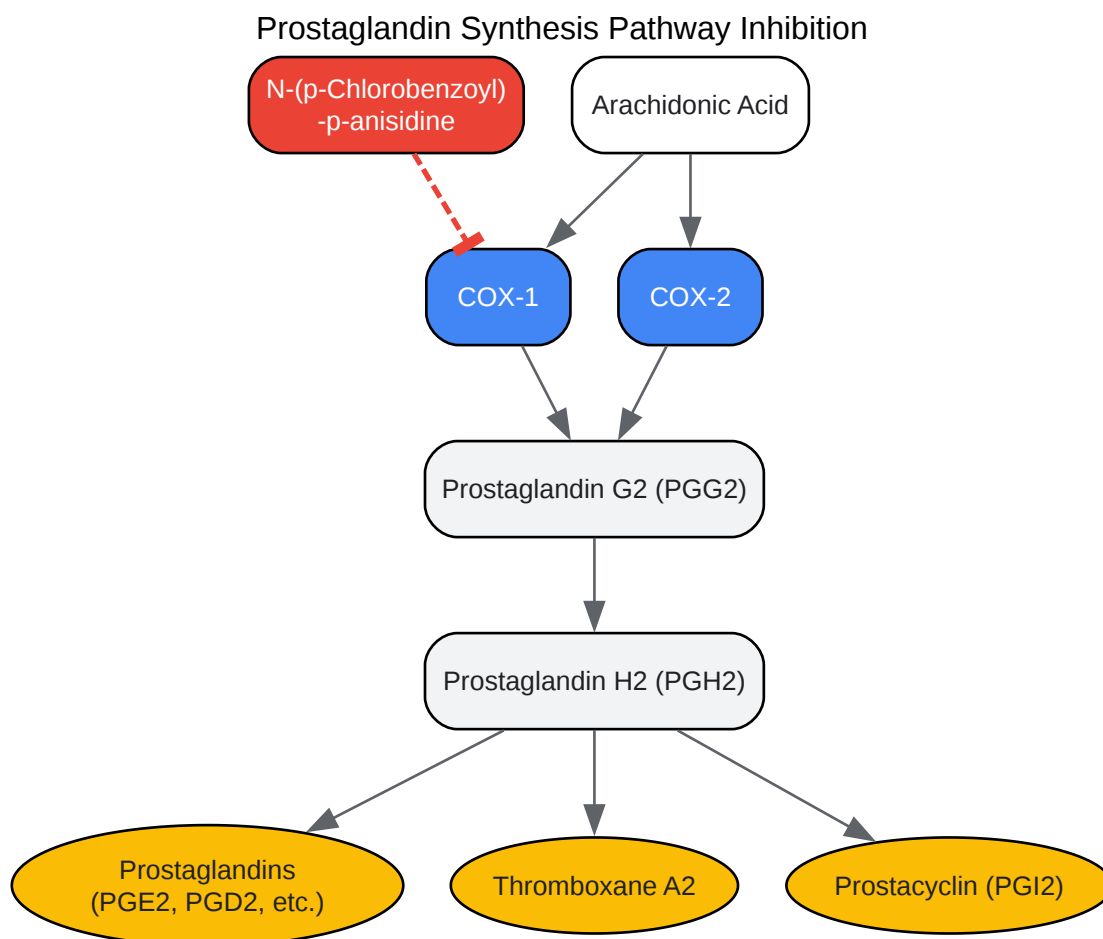 Prostaglandin Synthesis Pathway Inhibition
N-(p-Chlorobenzoyl)
-p-anisidine
Arachidonic Acid
COX-1
COX-2
Prostaglandin G2 (PGG2)
Prostaglandin H2 (PGH2)
Prostaglandins
(PGE2, PGD2, etc.)
Thromboxane A2
Prostacyclin (PGI2)